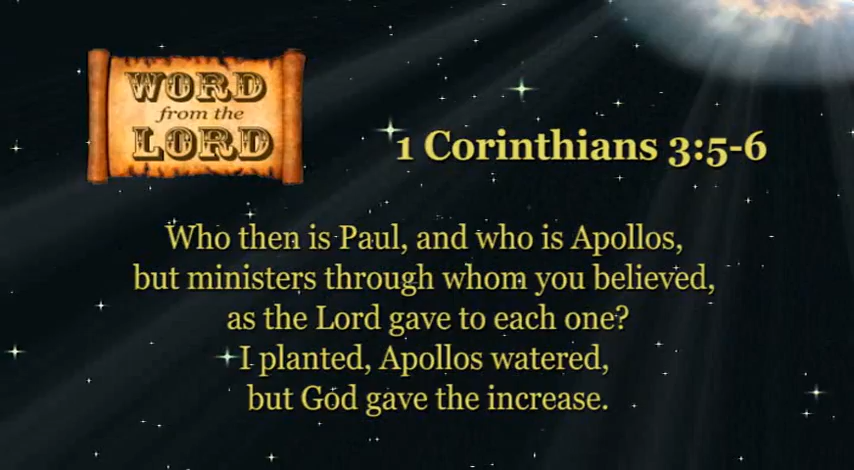 WORD
from the
LORD
1 Corinthians 3:5-6
Who then is Paul, and who is Apollos,
but ministers through whom you believed,
as the Lord gave to each one?
I planted, Apollos watered,
but God gave the increase.